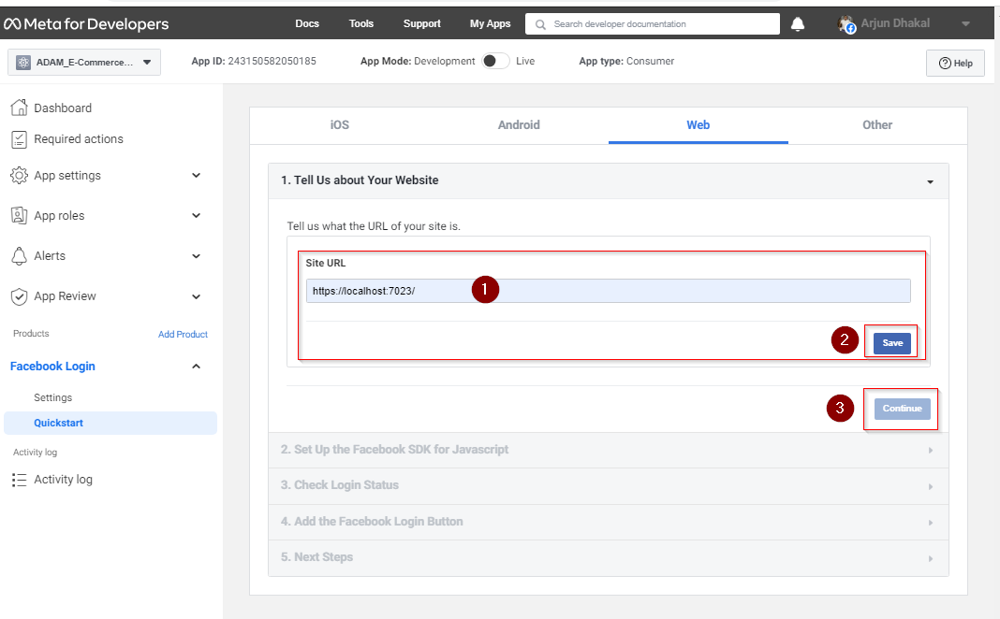 Meta for Developers Docs Tools Support My Apps Search developer documentation Arjun Dhakal
ADAM_E-Commerce... App ID: 243150582050185 App Mode: Development Live App type: Consumer Help
Dashboard
Required actions
App settings
App roles
Alerts
App Review
Products Add Product
Facebook Login
Settings
Quickstart
Activity log
Activity log
iOS Android Web Other
1. Tell Us about Your Website
Tell us what the URL of your site is.
Site URL
https://localhost:7023/ 1
2 Save
3 Continue
2. Set Up the Facebook SDK for Javascript
3. Check Login Status
4. Add the Facebook Login Button
5. Next Steps